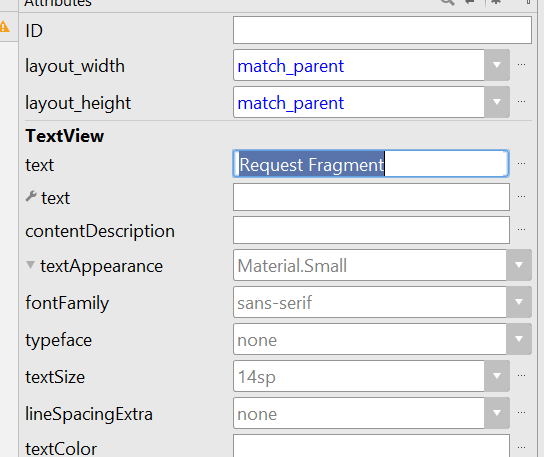 Attributes
ID
layout_width match_parent ...
layout_height match_parent ...
TextView
text Request Fragment ...
text ...
contentDescription ...
textAppearance Material.Small
fontFamily sans-serif
typeface none
textSize 14sp ...
lineSpacingExtra none ...
textColor ...